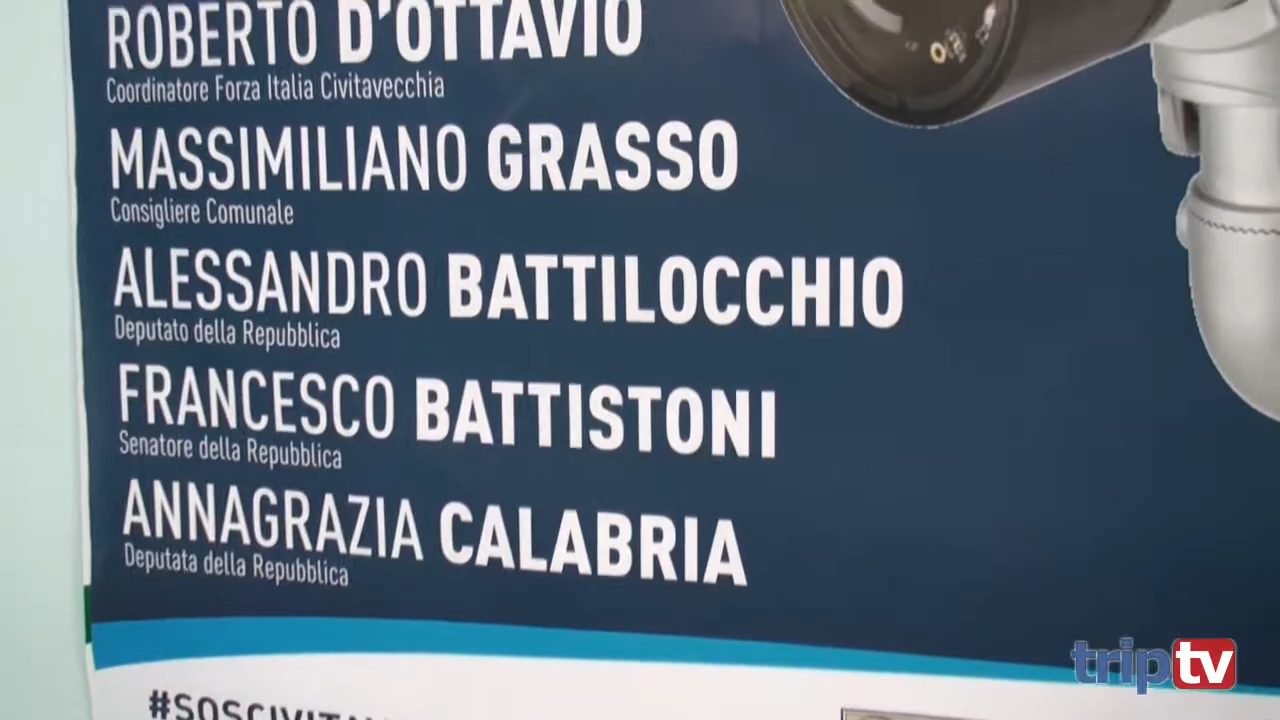 ROBERTO D'OTTAVIO
Coordinatore Forza Italia Civitavecchia
MASSIMILIANO GRASSO
Consigliere Comunale
ALESSANDRO BATTILOCCHIO
Deputato della Repubblica
FRANCESCO BATTISTONI
Senatore della Repubblica
ANNAGRAZIA CALABRIA
Deputata della Repubblica
triptv